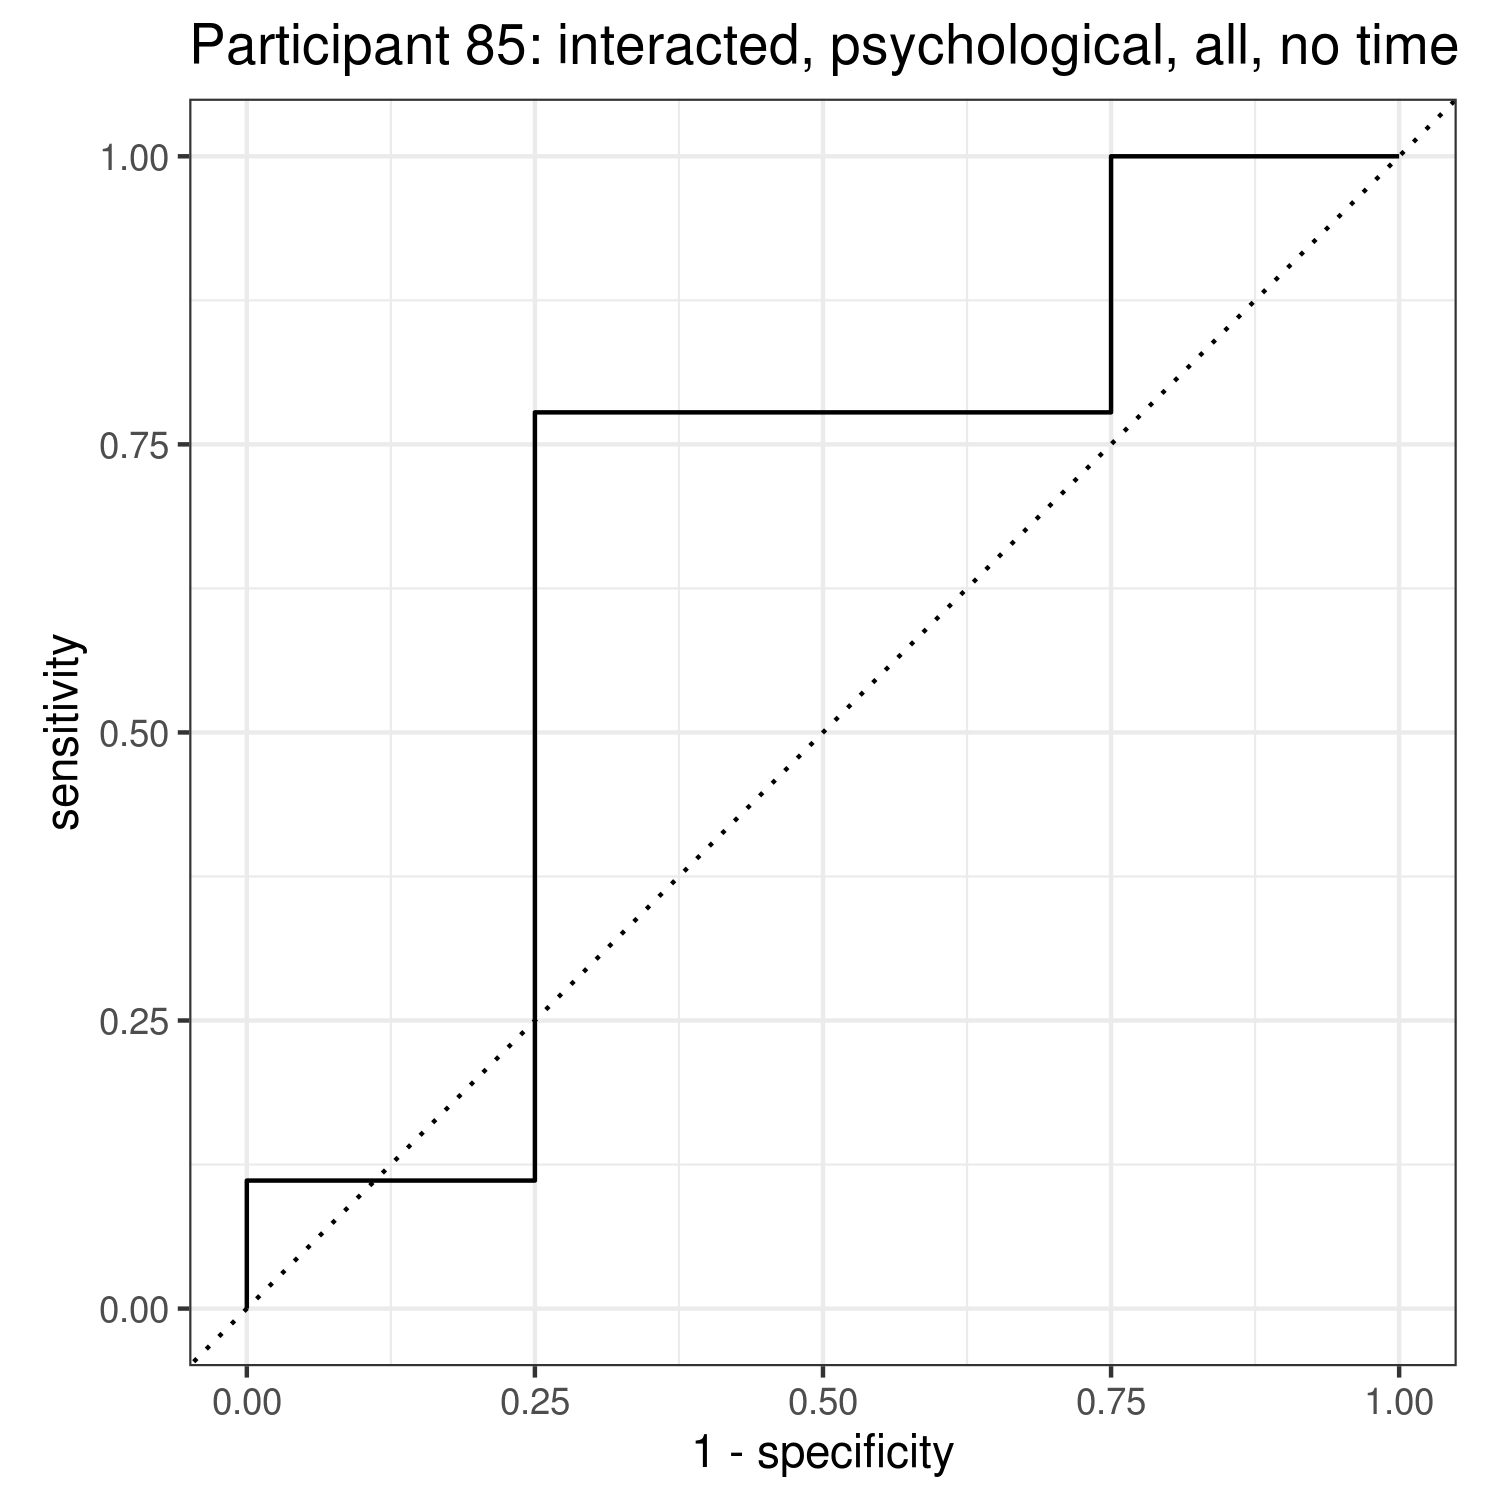 Participant 85: interacted, psychological, all, no time
1.00
0.75
0.50
0.25
0.00
sensitivity
0.00 0.25 0.50 0.75 1.00
1 - specificity